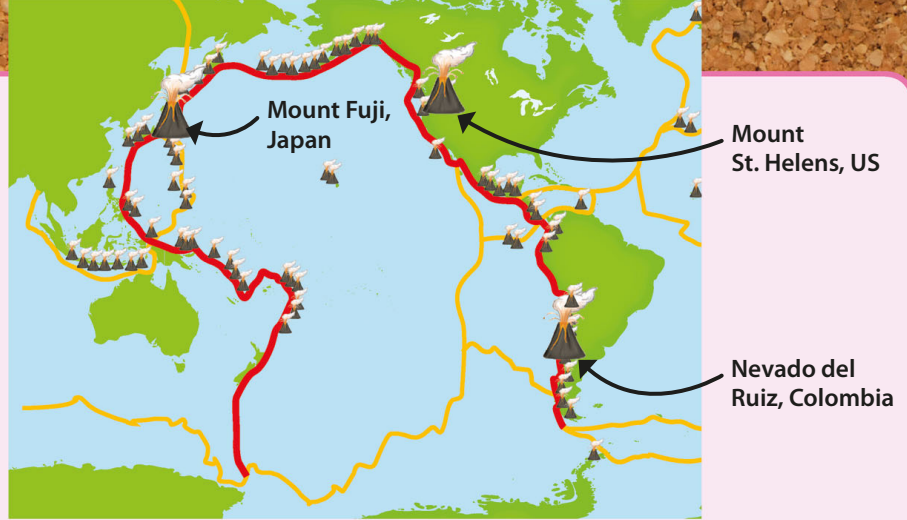 Mount Fuji,
Japan
Mount
St. Helens, US
Nevado del
Ruiz, Colombia